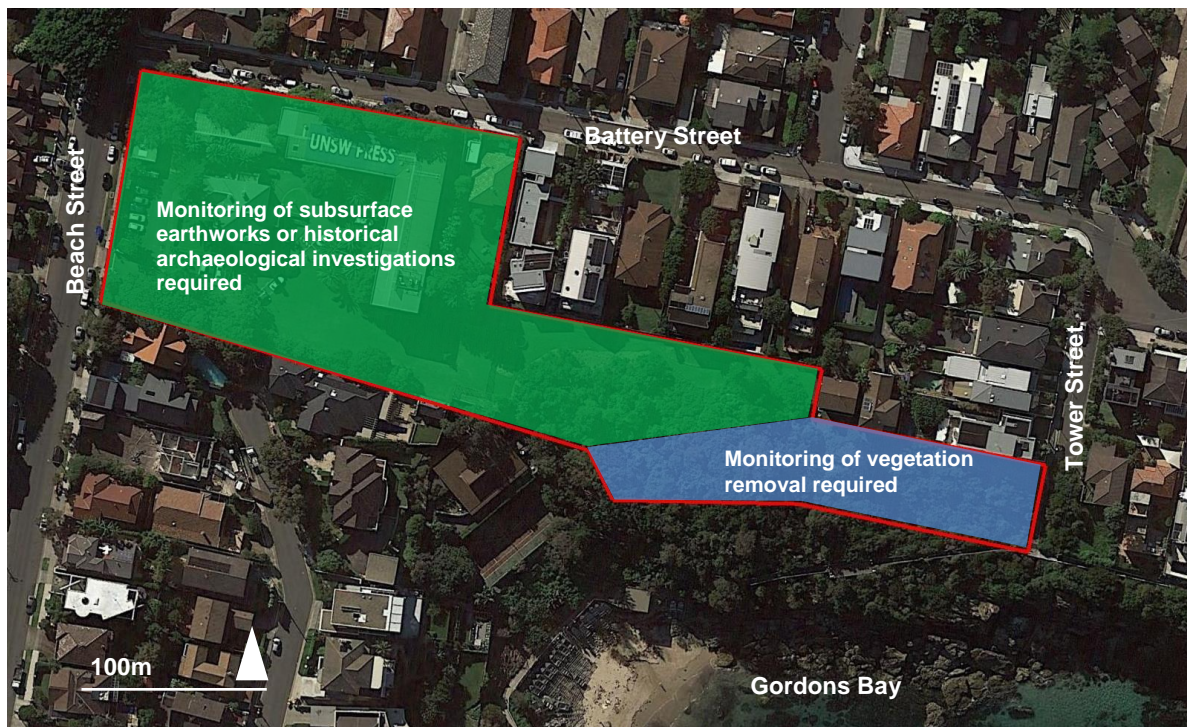 Battery Street
UNSW PRESS
Beach Street
Monitoring of subsurface
earthworks or historical
archaeological investigations
required
Tower Street
Monitoring of vegetation
removal required
100m
Gordons Bay